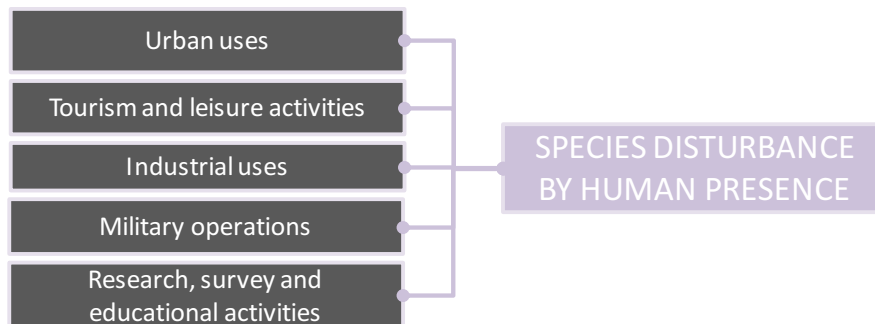 Urban uses
Tourism and leisure activities
Industrial uses
Military operations
Research, survey and
educational activities
SPECIES DISTURBANCE
BY HUMAN PRESENCE